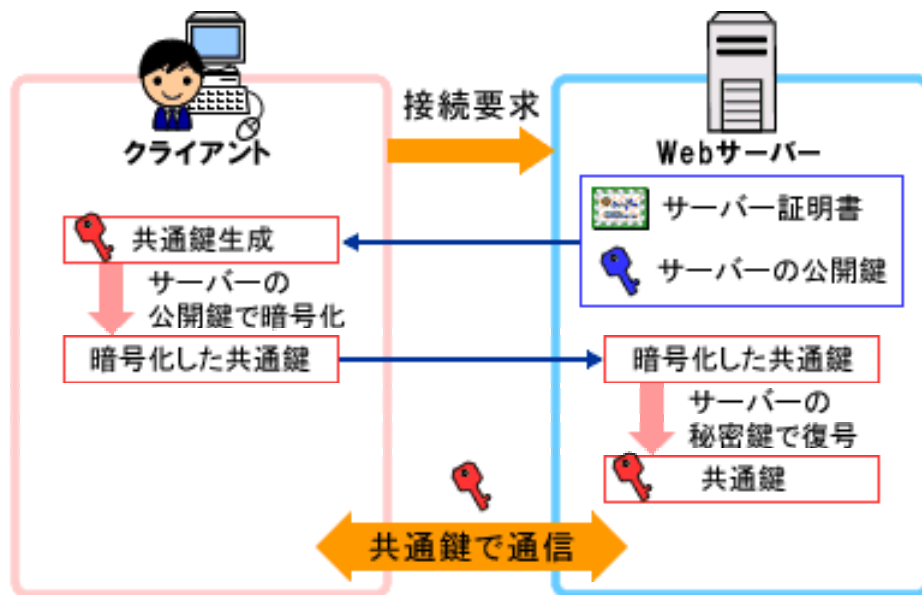 接続要求
クライアント
Webサーバー
サーバー証明書
共通鍵生成
サーバーの公開鍵
サーバーの
公開鍵で暗号化
暗号化した共通鍵
暗号化した共通鍵
サーバーの
秘密鍵で復号
共通鍵
共通鍵で通信